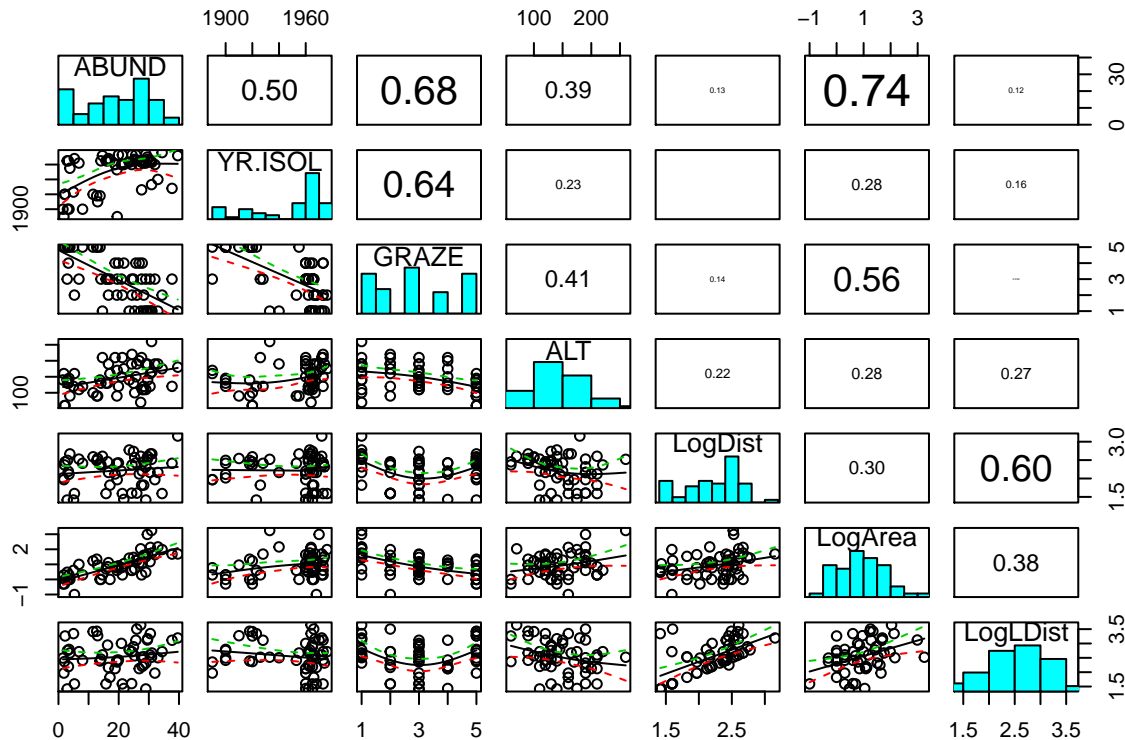 1900 1960 100 200 −1 1 3
ABUND 0.50 0.68 0.39 0.13 0.74 0.12 0 30
1900 YR.ISOL 0.64 0.23 0.28 0.16
GRAZE 0.41 0.14 0.56 1 3 5
100 ALT 0.22 0.28 0.27
LogDist 0.30 0.60 1.5 3.0
−1 2 LogArea 0.38
LogLDist 1.5 3.5
0 20 40 1 3 5 1.5 2.5 1.5 2.5 3.5